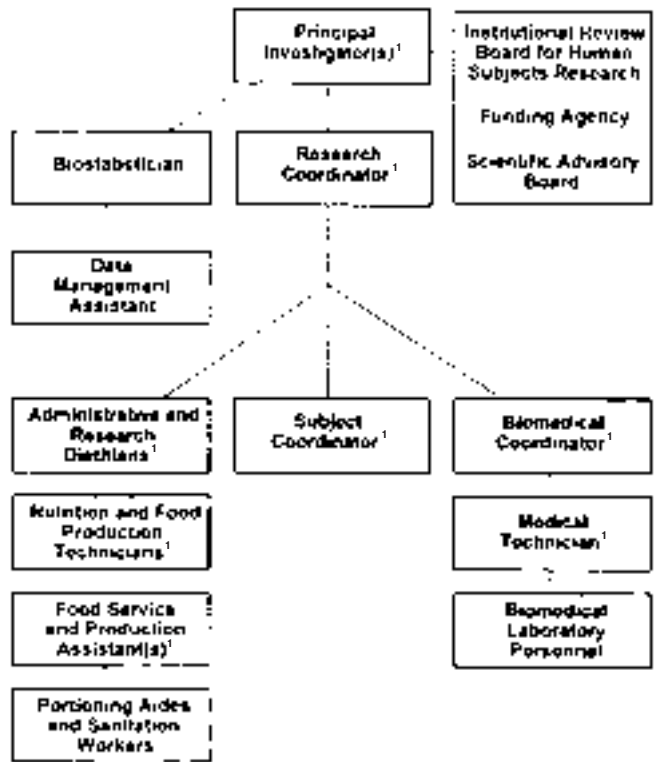 Principal
Investigator(s)¹
Institutional Review
Board for Human
Subjects Research
Funding Agency
Scientific Advisory
Board
Biostatistician
Research
Coordinator¹
Data
Management
Assistant
Administrative and
Research
Dietitians¹
Subject
Coordinator¹
Biomedical
Coordinator¹
Nutrition and Food
Production
Technicians¹
Medical
Technician¹
Food Service
and Production
Assistant(s)¹
Biomedical
Laboratory
Personnel
Portioning Aides
and Sanitation
Workers